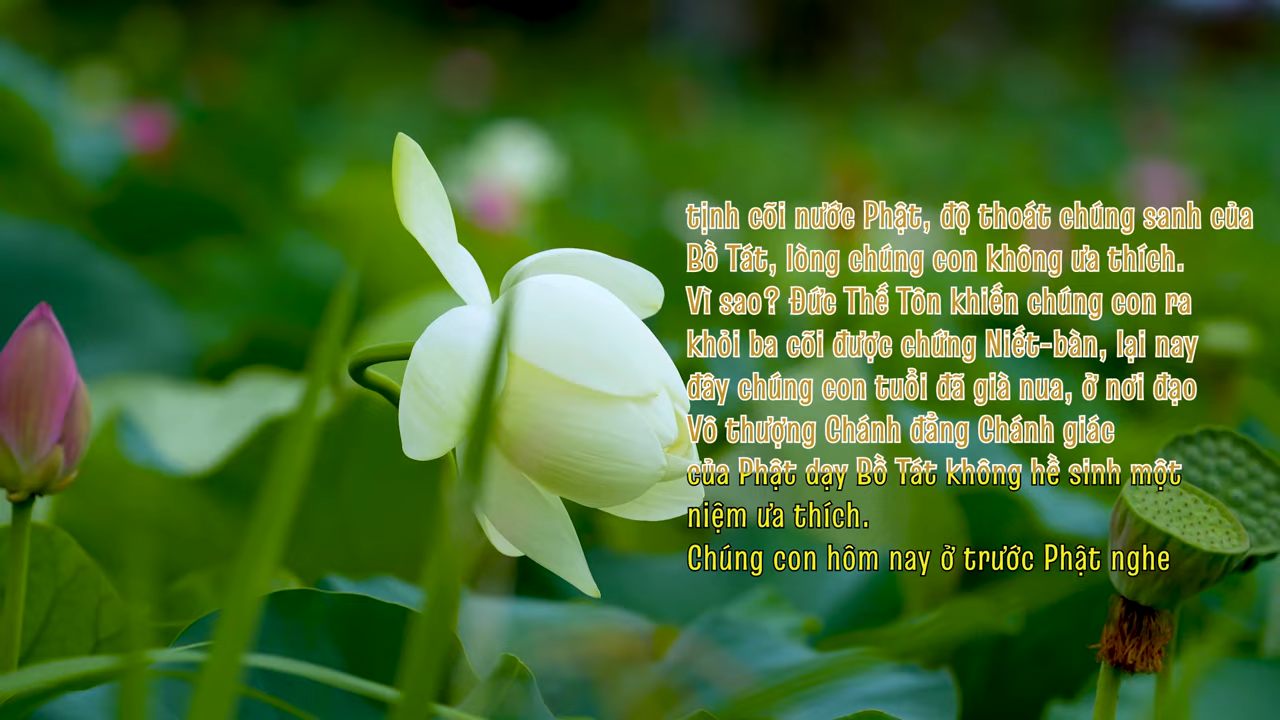 tịnh cõi nước Phật, độ thoát chúng sanh của
Bồ Tát, lòng chúng con không ưa thích.
Vì sao? Đức Thế Tôn khiến chúng con ra
khỏi ba cõi được chứng Niết-bàn, lại nay
đây chúng con tuổi đã già nua, ở nơi đạo
Vô thượng Chánh đẳng Chánh giác
của Phật dạy Bồ Tát không hề sinh một
niệm ưa thích.
Chúng con hôm nay ở trước Phật nghe